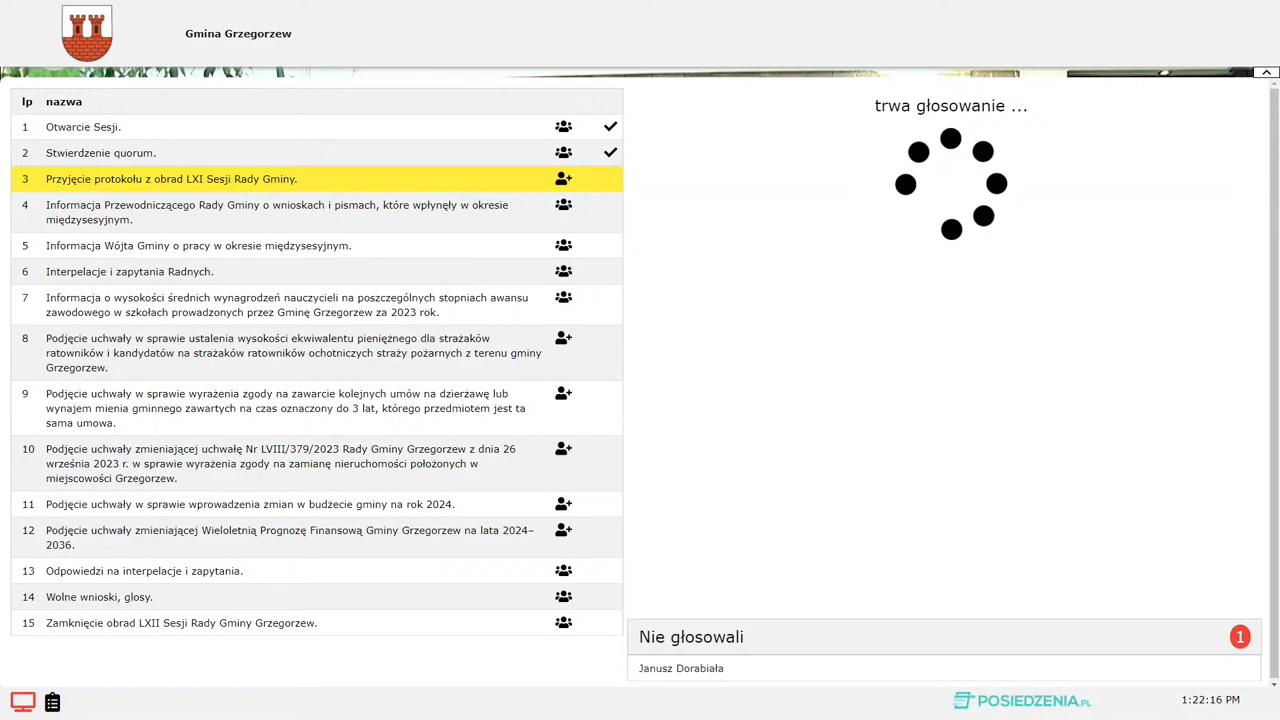 Gmina Grzegorzew
lp nazwa
1 Otwarcie Sesji.
2 Stwierdzenie quorum.
3 Przyjęcie protokołu z obrad LXI Sesji Rady Gminy.
4 Informacja Przewodniczącego Rady Gminy o wnioskach i pismach, które wpłynęły w okresie
międzysesyjnym.
5 Informacja Wójta Gminy o pracy w okresie międzysesyjnym.
6 Interpelacje i zapytania Radnych.
7 Informacja o wysokości średnich wynagrodzeń nauczycieli na poszczególnych stopniach awansu
zawodowego w szkołach prowadzonych przez Gminę Grzegorzew za 2023 rok.
8 Podjęcie uchwały w sprawie ustalenia wysokości ekwiwalentu pieniężnego dla strażaków
ratowników i kandydatów na strażaków ratowników ochotniczych straży pożarnych z terenu gminy
Grzegorzew.
9 Podjęcie uchwały w sprawie wyrażenia zgody na zawarcie kolejnych umów na dzierżawę lub
wynajem mienia gminnego zawartych na czas oznaczony do 3 lat, którego przedmiotem jest ta
sama umowa.
10 Podjęcie uchwały zmieniającej uchwałę Nr LVIII/379/2023 Rady Gminy Grzegorzew z dnia 26
września 2023 r. w sprawie wyrażenia zgody na zamianę nieruchomości położonych w
miejscowości Grzegorzew.
11 Podjęcie uchwały w sprawie wprowadzenia zmian w budżecie gminy na rok 2024.
12 Podjęcie uchwały zmieniającej Wieloletnią Prognozę Finansową Gminy Grzegorzew na lata 2024–
2036.
13 Odpowiedzi na interpelacje i zapytania.
14 Wolne wnioski, glosy.
15 Zamknięcie obrad LXII Sesji Rady Gminy Grzegorzew.
trwa głosowanie ...
Nie głosowali 1
Janusz Dorabiała
POSIEDZENIA.PL
1:22:16 PM